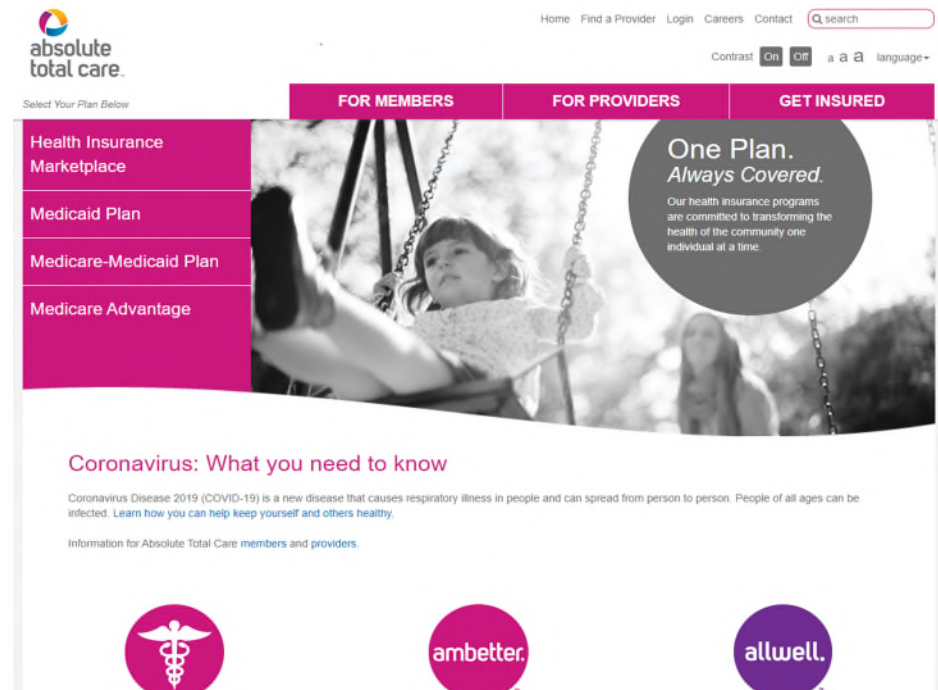 absolute
total care™
Home Find a Provider Login Careers Contact search
Contrast On Off a a a language
Select Your Plan Below
FOR MEMBERS FOR PROVIDERS GET INSURED
Health Insurance
Marketplace
Medicaid Plan
Medicare-Medicaid Plan
Medicare Advantage
One Plan.
Always Covered.
Our health insurance programs
are committed to transforming the
health of the community one
individual at a time.
Coronavirus: What you need to know
Coronavirus Disease 2019 (COVID-19) is a new disease that causes respiratory illness in people and can spread from person to person. People of all ages can be
infected. Learn how you can help keep yourself and others healthy.
Information for Absolute Total Care members and providers.
ambetter.
allwell.